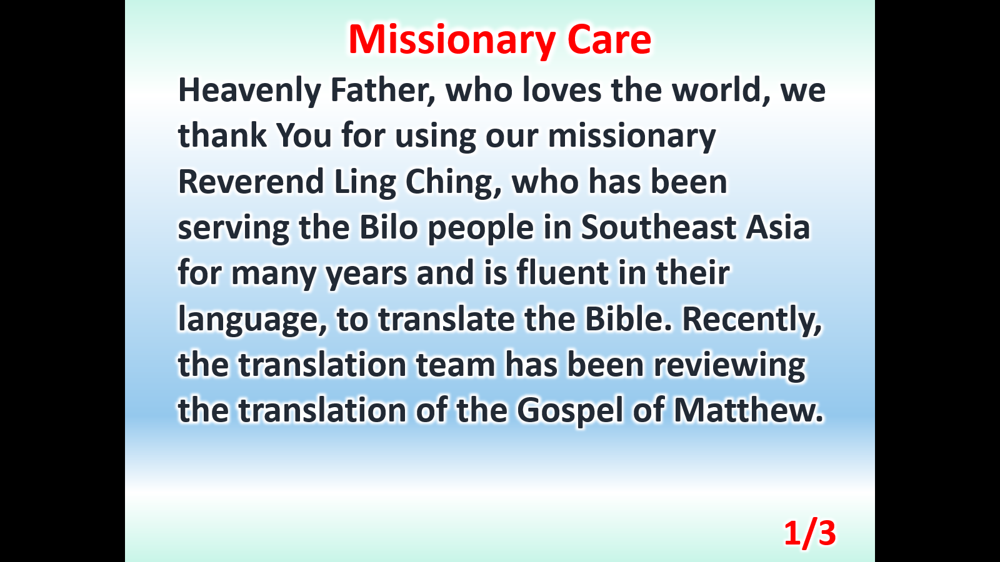 Missionary Care
Heavenly Father, who loves the world, we
thank You for using our missionary
Reverend Ling Ching, who has been
serving the Bilo people in Southeast Asia
for many years and is fluent in their
language, to translate the Bible. Recently,
the translation team has been reviewing
the translation of the Gospel of Matthew.
1/3